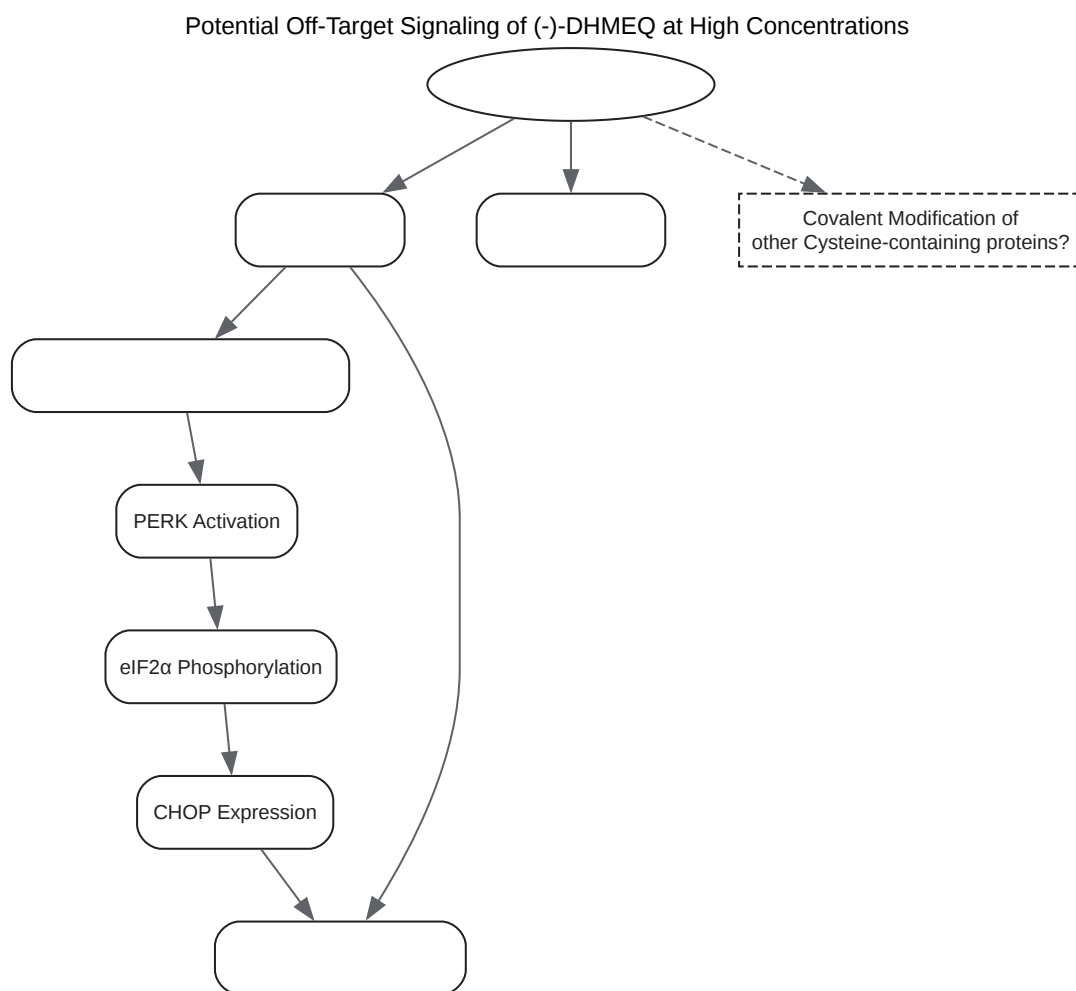 Potential Off-Target Signaling of (-)-DHMEQ at High Concentrations
Covalent Modification of
other Cysteine-containing proteins?
PERK Activation
eIF2α Phosphorylation
CHOP Expression